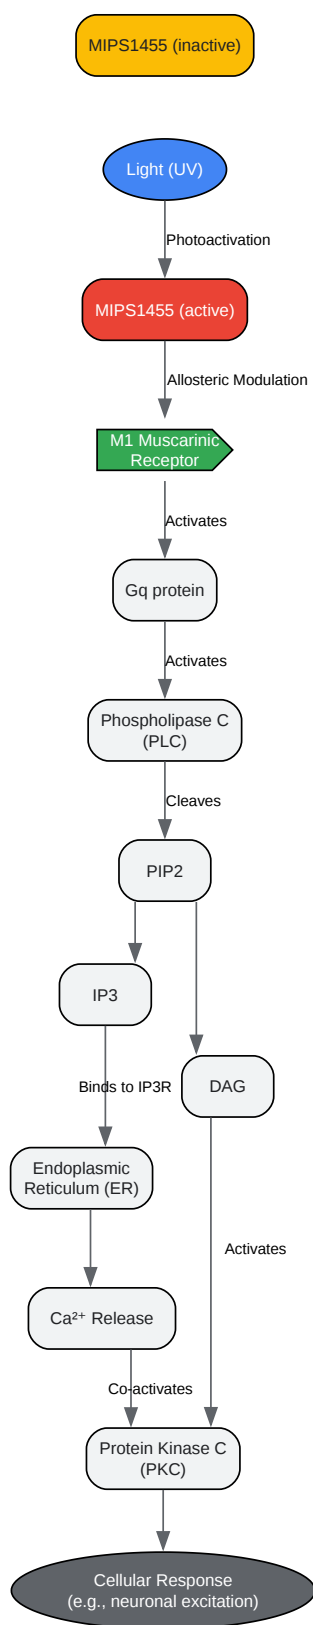 MIPS1455 (inactive)
Light (UV)
Photoactivation
MIPS1455 (active)
Allosteric Modulation
M1 Muscarinic
Receptor
Activates
Gq protein
Activates
Phospholipase C
(PLC)
Cleaves
PIP2
IP3
DAG
Binds to IP3R
Endoplasmic
Reticulum (ER)
Activates
Ca²⁺ Release
Co-activates
Protein Kinase C
(PKC)
Cellular Response
(e.g., neuronal excitation)